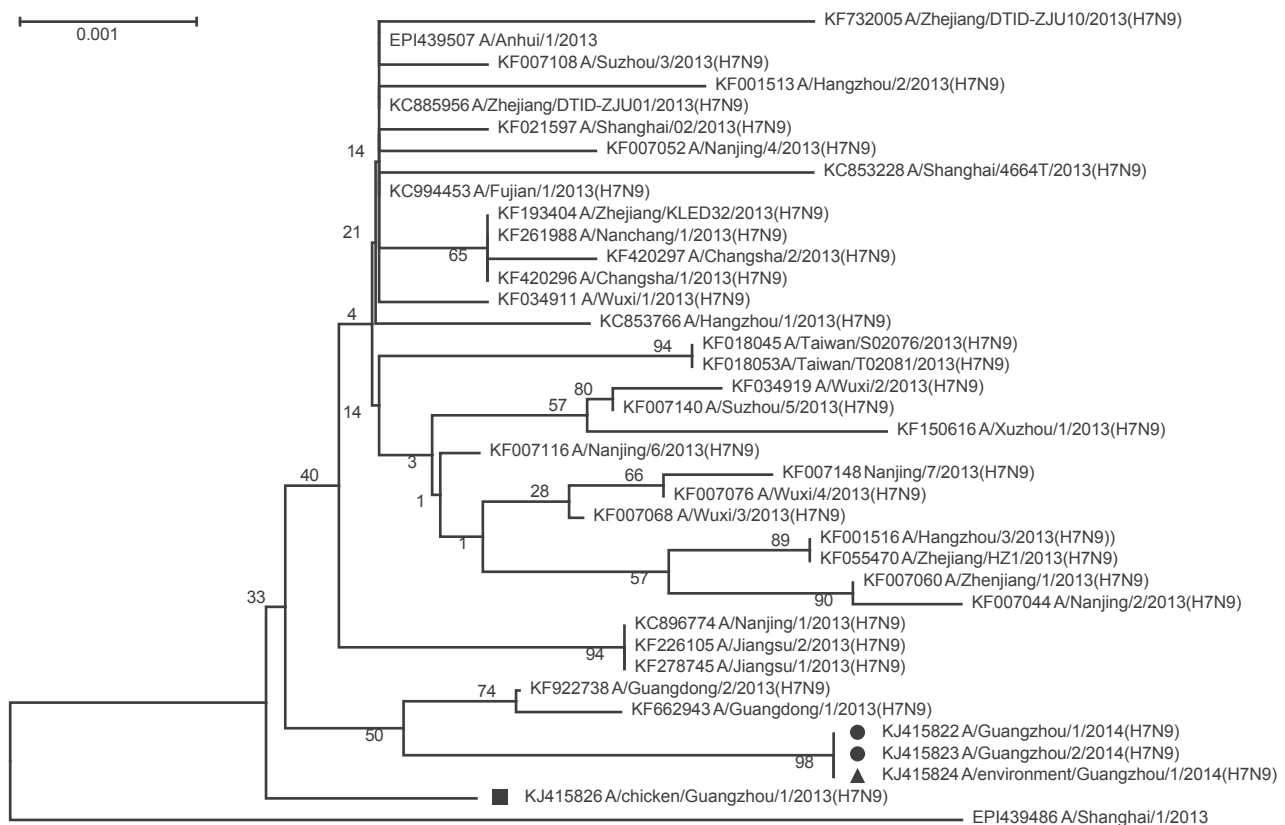 0.001
KF732005 A/Zhejiang/DTID-ZJU10/2013(H7N9)
EPI439507 A/Anhui/1/2013
KF007108 A/Suzhou/3/2013(H7N9)
KF001513 A/Hangzhou/2/2013(H7N9)
KC885956 A/Zhejiang/DTID-ZJU01/2013(H7N9)
KF021597 A/Shanghai/02/2013(H7N9)
14
KF007052 A/Nanjing/4/2013(H7N9)
KC853228 A/Shanghai/4664T/2013(H7N9)
KC994453 A/Fujian/1/2013(H7N9)
KF193404 A/Zhejiang/KLED32/2013(H7N9)
21
KF261988 A/Nanchang/1/2013(H7N9)
65
KF420297 A/Changsha/2/2013(H7N9)
KF420296 A/Changsha/1/2013(H7N9)
KF034911 A/Wuxi/1/2013(H7N9)
4
KC853766 A/Hangzhou/1/2013(H7N9)
94
KF018045 A/Taiwan/S02076/2013(H7N9)
KF018053A/Taiwan/T02081/2013(H7N9)
80
KF034919 A/Wuxi/2/2013(H7N9)
14
57
KF007140 A/Suzhou/5/2013(H7N9)
KF150616 A/Xuzhou/1/2013(H7N9)
3
KF007116 A/Nanjing/6/2013(H7N9)
40
66
KF007148 Nanjing/7/2013(H7N9)
1
28
KF007076 A/Wuxi/4/2013(H7N9)
KF007068 A/Wuxi/3/2013(H7N9)
1
89
KF001516 A/Hangzhou/3/2013(H7N9))
KF055470 A/Zhejiang/HZ1/2013(H7N9)
57
KF007060 A/Zhenjiang/1/2013(H7N9)
33
90
KF007044 A/Nanjing/2/2013(H7N9)
KC896774 A/Nanjing/1/2013(H7N9)
KF226105 A/Jiangsu/2/2013(H7N9)
94
KF278745 A/Jiangsu/1/2013(H7N9)
74
KF922738 A/Guangdong/2/2013(H7N9)
KF662943 A/Guangdong/1/2013(H7N9)
50
KJ415822 A/Guangzhou/1/2014(H7N9)
KJ415823 A/Guangzhou/2/2014(H7N9)
98
KJ415824 A/environment/Guangzhou/1/2014(H7N9)
KJ415826 A/chicken/Guangzhou/1/2013(H7N9)
EPI439486 A/Shanghai/1/2013